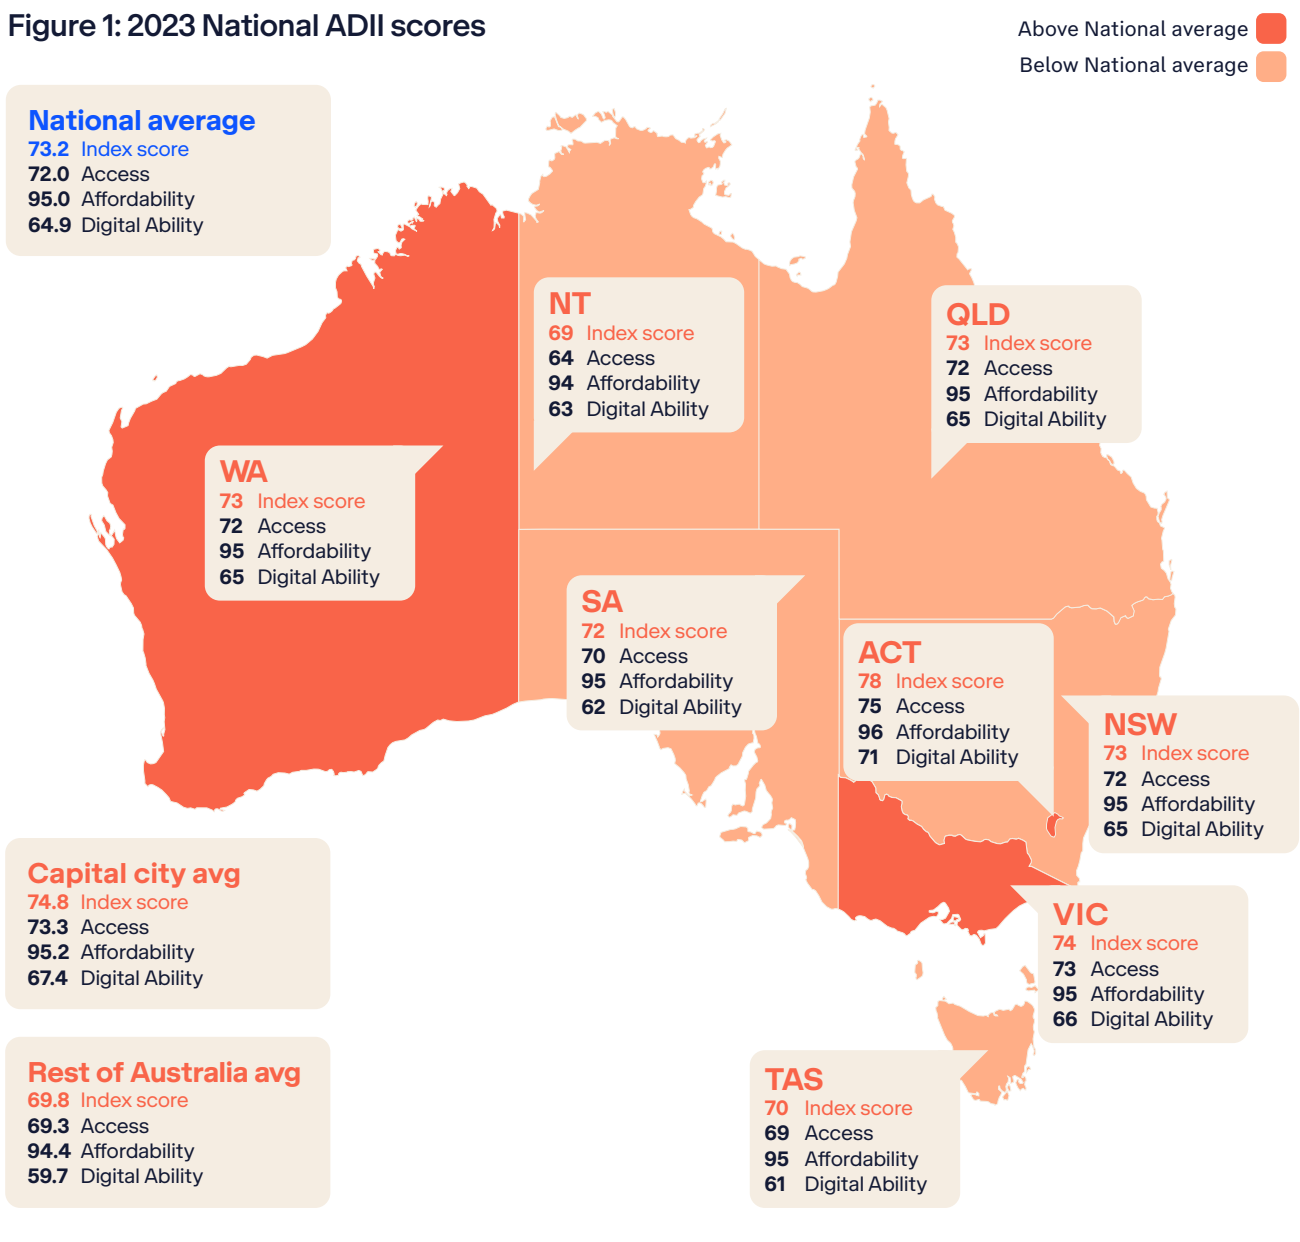 Figure 1: 2023 National ADII scores
Above National average
Below National average
National average
73.2 Index score
72.0 Access
95.0 Affordability
64.9 Digital Ability
NT
69 Index score
64 Access
94 Affordability
63 Digital Ability
QLD
73 Index score
72 Access
95 Affordability
65 Digital Ability
WA
73 Index score
72 Access
95 Affordability
65 Digital Ability
SA
72 Index score
70 Access
95 Affordability
62 Digital Ability
ACT
78 Index score
75 Access
96 Affordability
71 Digital Ability
NSW
73 Index score
72 Access
95 Affordability
65 Digital Ability
Capital city avg
74.8 Index score
73.3 Access
95.2 Affordability
67.4 Digital Ability
VIC
74 Index score
73 Access
95 Affordability
66 Digital Ability
Rest of Australia avg
69.8 Index score
69.3 Access
94.4 Affordability
59.7 Digital Ability
TAS
70 Index score
69 Access
95 Affordability
61 Digital Ability